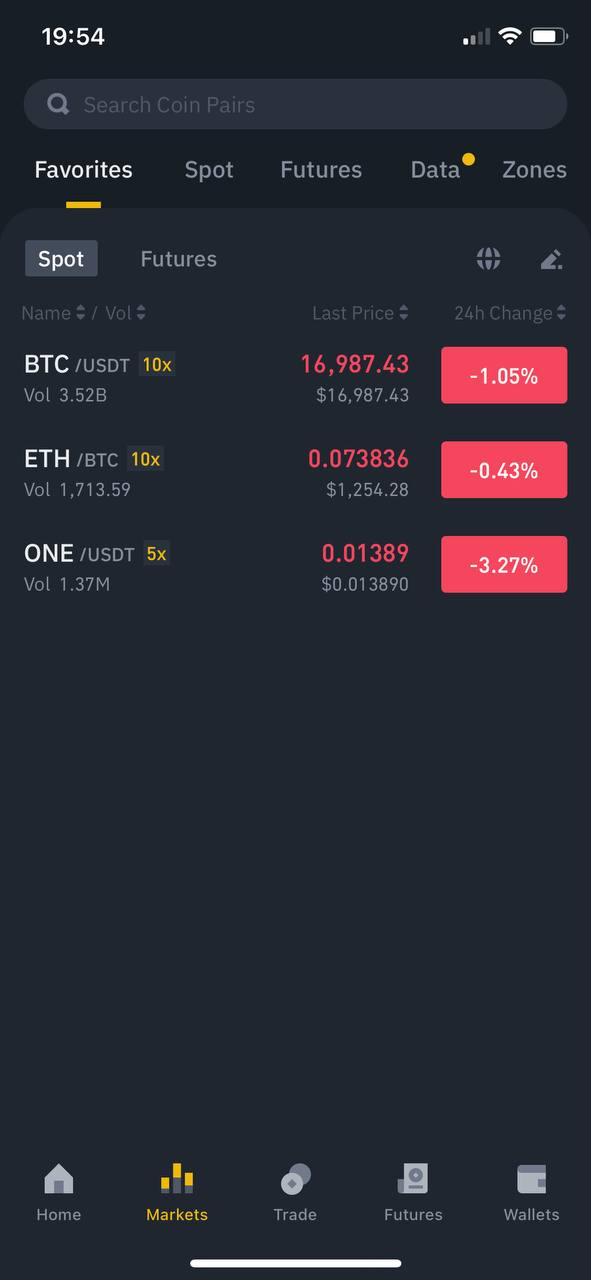 19:54
Search Coin Pairs
Favorites Spot Futures Data Zones
Spot Futures
Name / Vol Last Price 24h Change
BTC /USDT 10x 16,987.43 -1.05%
Vol 3.52B $16,987.43
ETH /BTC 10x 0.073836 -0.43%
Vol 1,713.59 $1,254.28
ONE /USDT 5x 0.01389 -3.27%
Vol 1.37M $0.013890
Home Markets Trade Futures Wallets